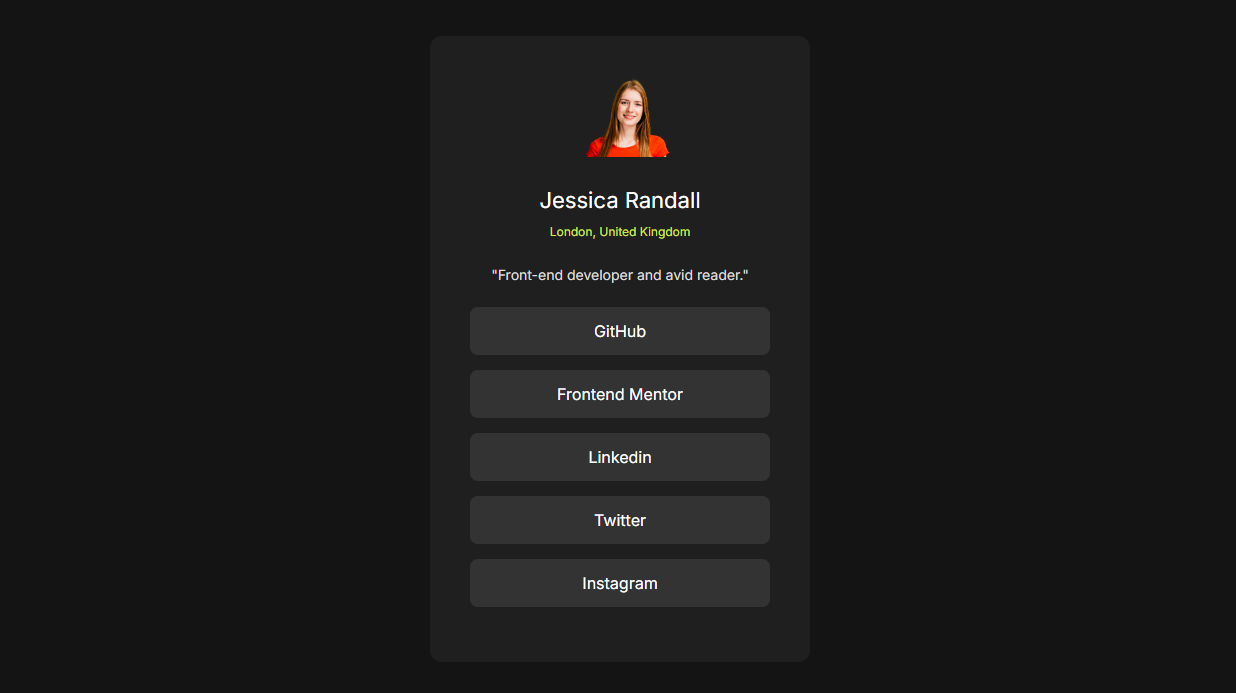 Jessica Randall
London, United Kingdom
"Front-end developer and avid reader."
GitHub
Frontend Mentor
Linkedin
Twitter
Instagram